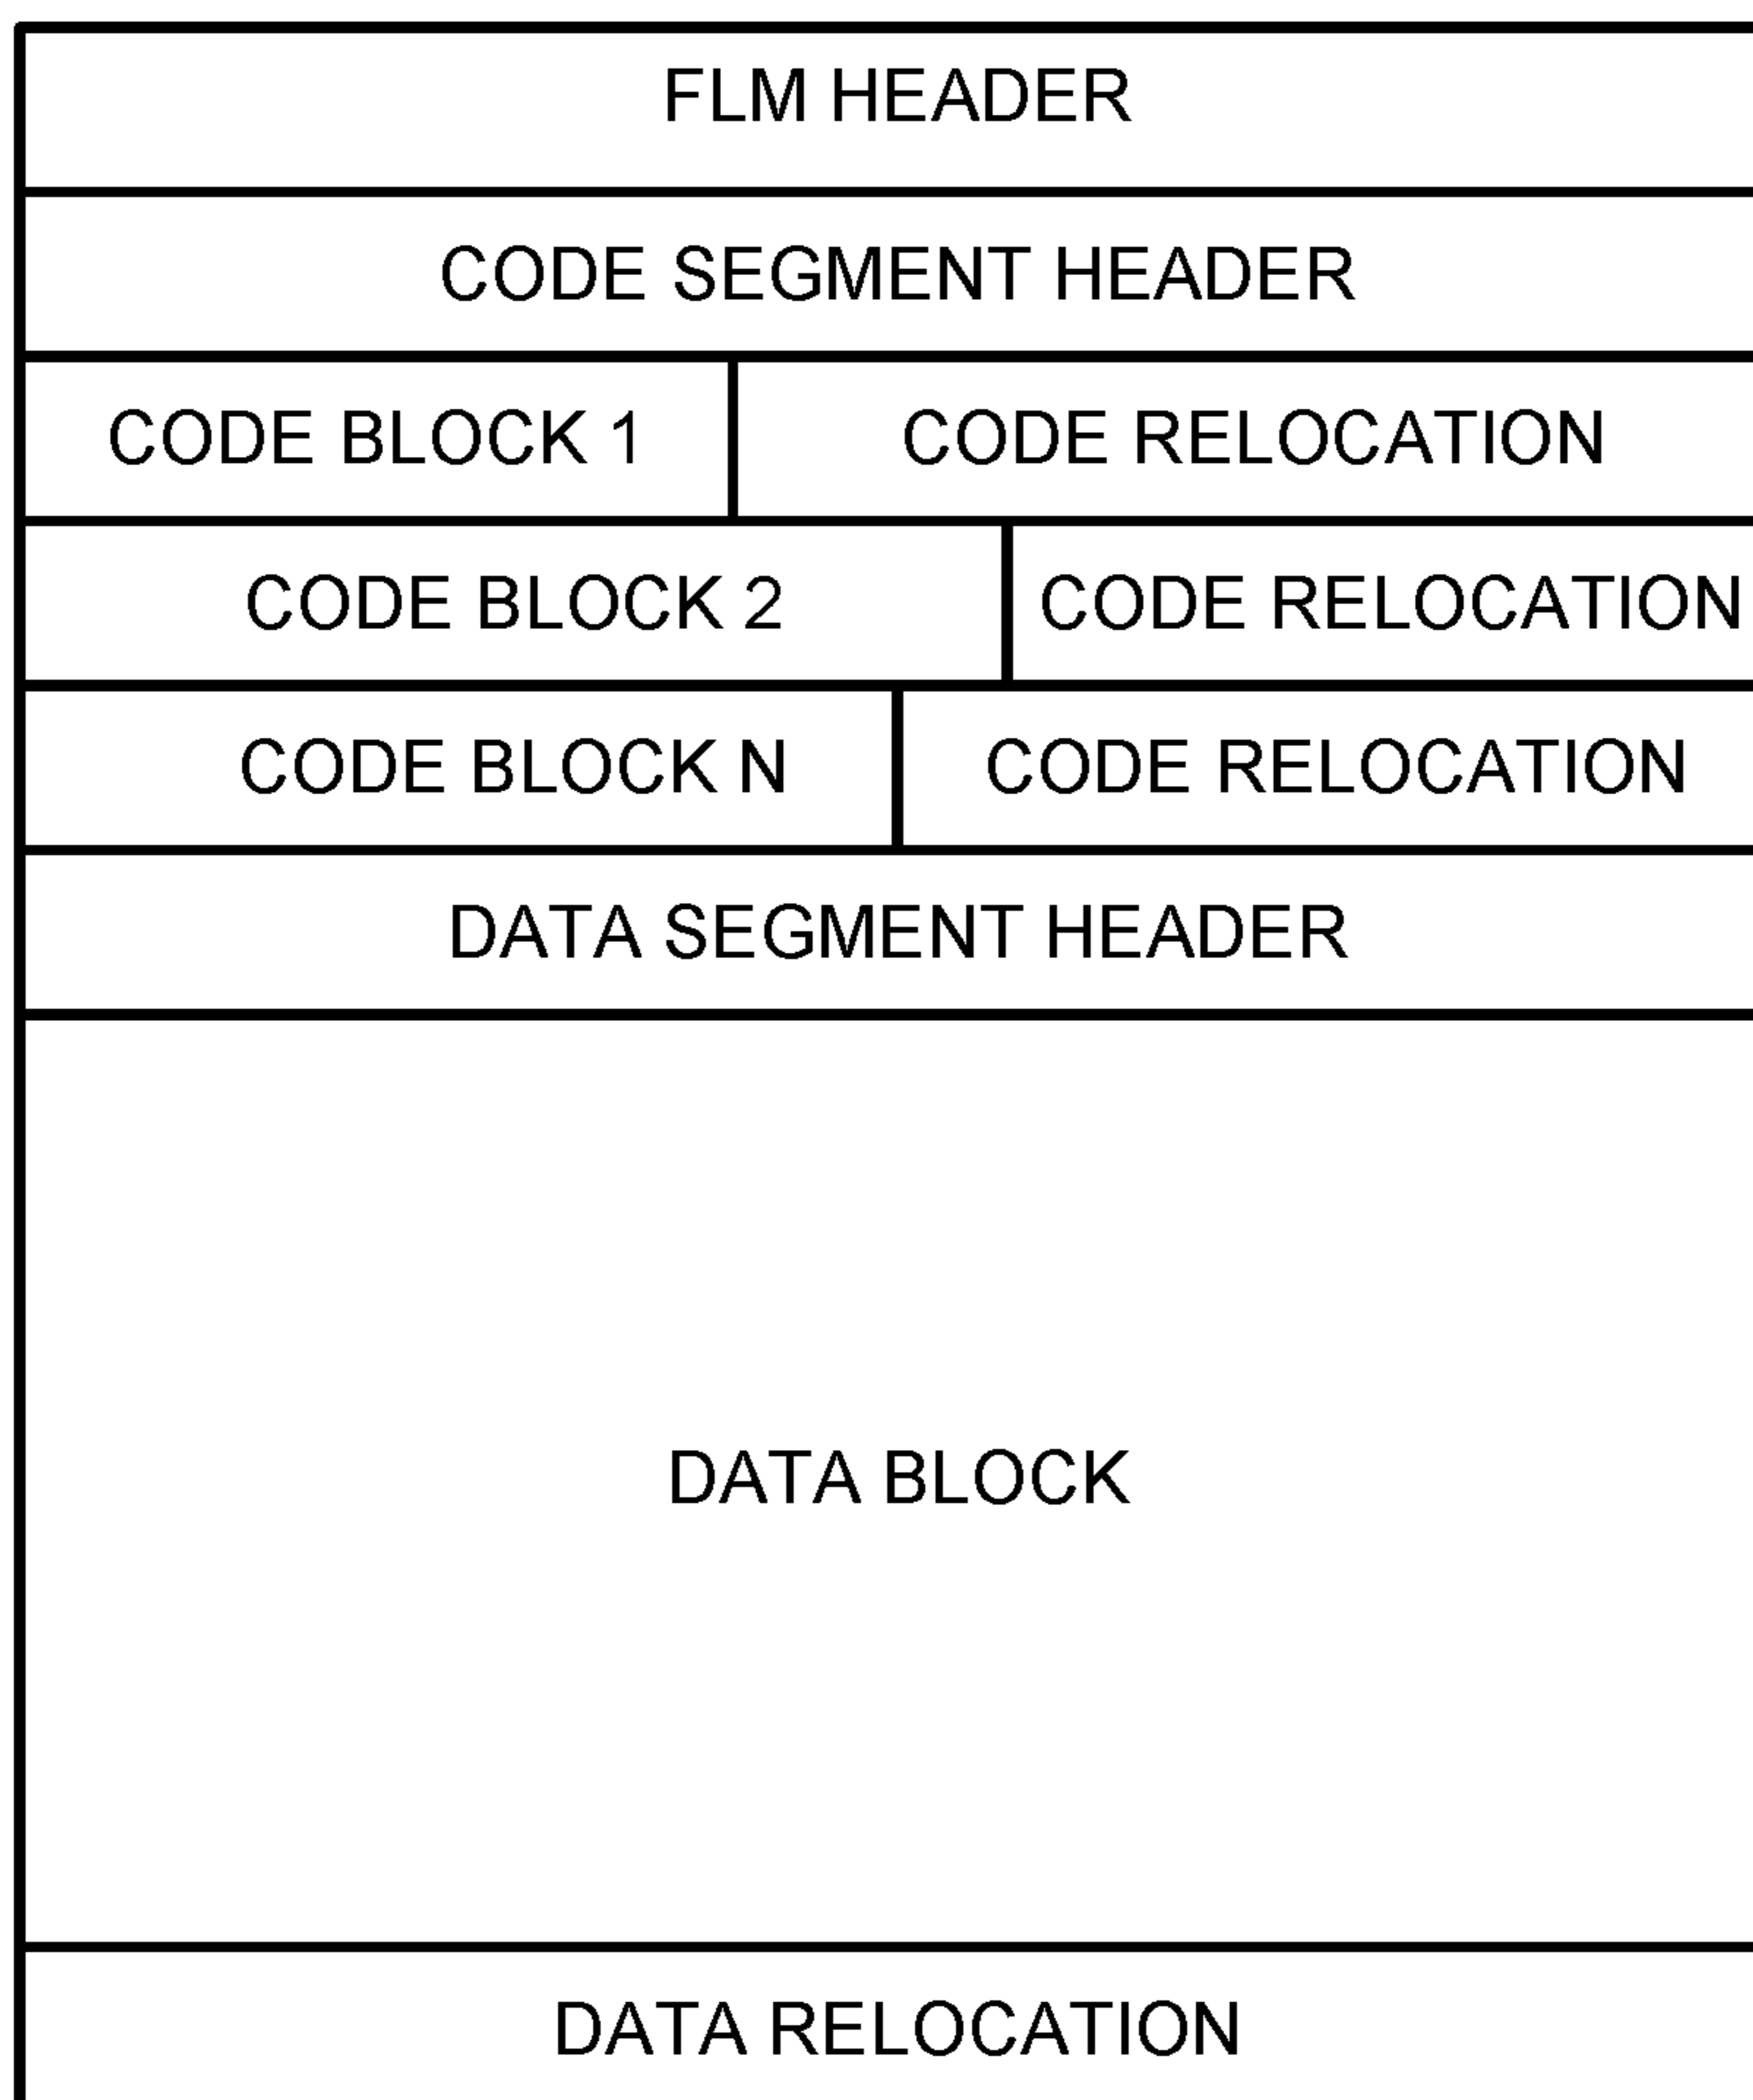 FLM HEADER
CODE SEGMENT HEADER
CODE BLOCK 1 CODE RELOCATION
CODE BLOCK 2 CODE RELOCATION
CODE BLOCK N CODE RELOCATION
DATA SEGMENT HEADER
DATA BLOCK
DATA RELOCATION